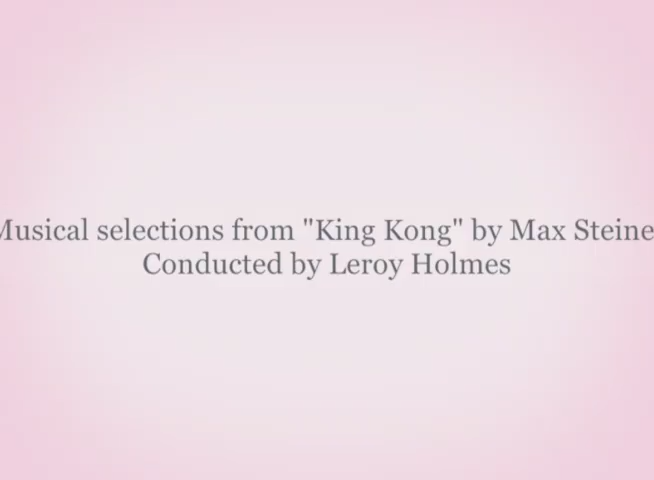 Musical selections from "King Kong" by Max Steine
Conducted by Leroy Holmes